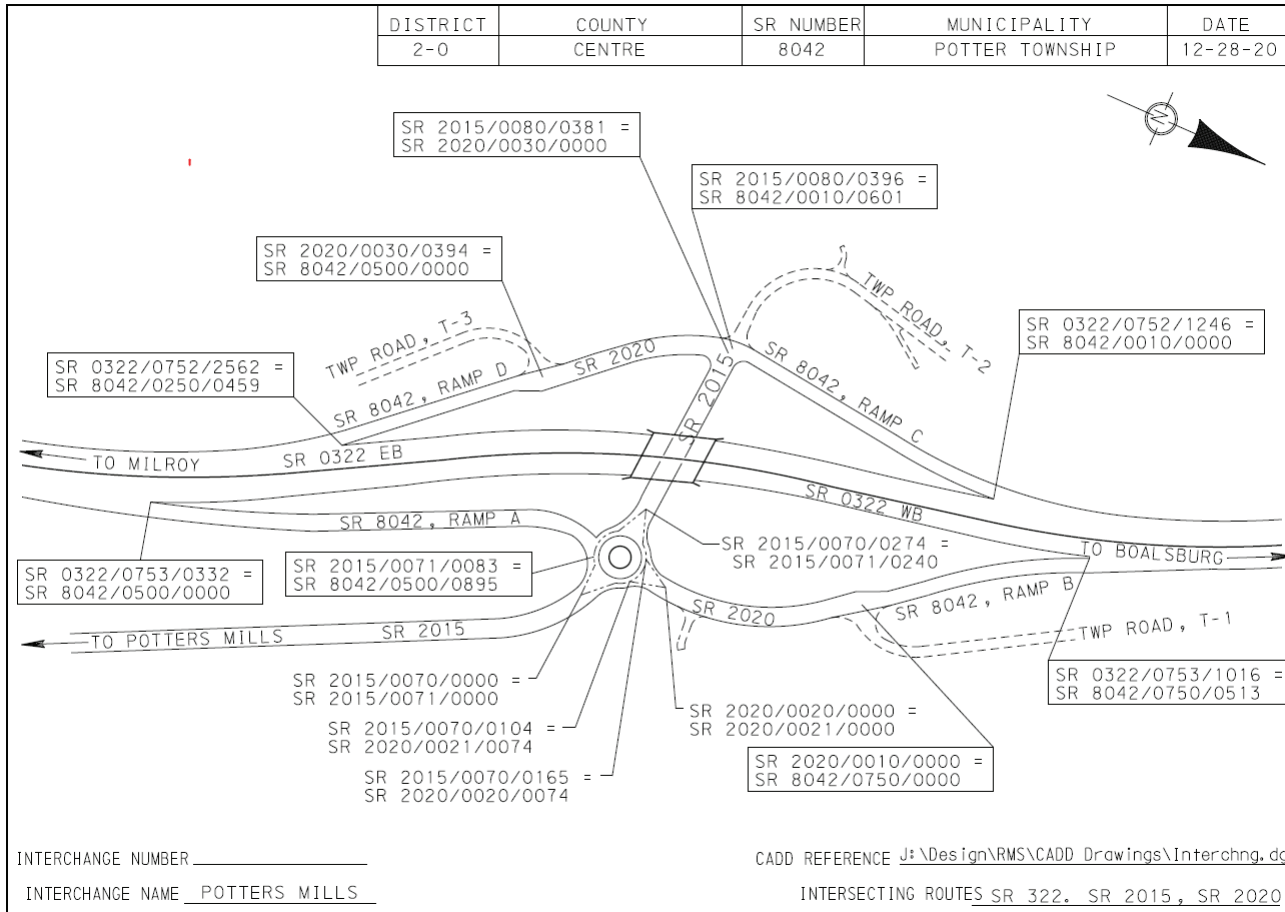 DISTRICT COUNTY SR NUMBER MUNICIPALITY DATE
2-0 CENTRE 8042 POTTER TOWNSHIP 12-28-20
N
SR 2015/0080/0381 =
SR 2020/0030/0000
SR 2015/0080/0396 =
SR 8042/0010/0601
SR 2020/0030/0394 =
SR 8042/0500/0000
TWP ROAD, T-2
TWP ROAD, T-3
SR 0322/0752/1246 =
SR 8042/0010/0000
SR 0322/0752/2562 =
SR 8042/0250/0459
SR 8042, RAMP D
SR 2020
SR 2015
SR 8042, RAMP C
TO MILROY
SR 0322 EB
SR 0322 WB
SR 8042, RAMP A
TO BOALSBURG
SR 0322/0753/0332 =
SR 8042/0500/0000
SR 2015/0071/0083 =
SR 8042/0500/0895
SR 2015/0070/0274 =
SR 2015/0071/0240
SR 2020
SR 8042, RAMP B
TWP ROAD, T-1
TO POTTERS MILLS
SR 2015
SR 0322/0753/1016 =
SR 8042/0750/0513
SR 2015/0070/0000 =
SR 2015/0071/0000
SR 2015/0070/0104 =
SR 2020/0021/0074
SR 2015/0070/0165 =
SR 2020/0020/0074
SR 2020/0020/0000 =
SR 2020/0021/0000
SR 2020/0010/0000 =
SR 8042/0750/0000
INTERCHANGE NUMBER
CADD REFERENCE J:\Design\RMS\CADD Drawings\Interchng.dg
INTERCHANGE NAME POTTERS MILLS
INTERSECTING ROUTES SR 322. SR 2015, SR 2020